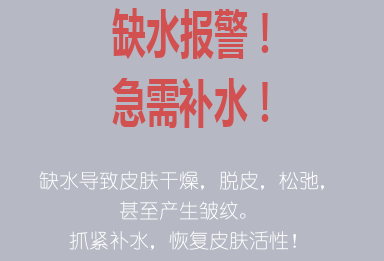 缺水报警！
急需补水！
缺水导致皮肤干燥，脱皮，松弛，
甚至产生皱纹。
抓紧补水，恢复皮肤活性！